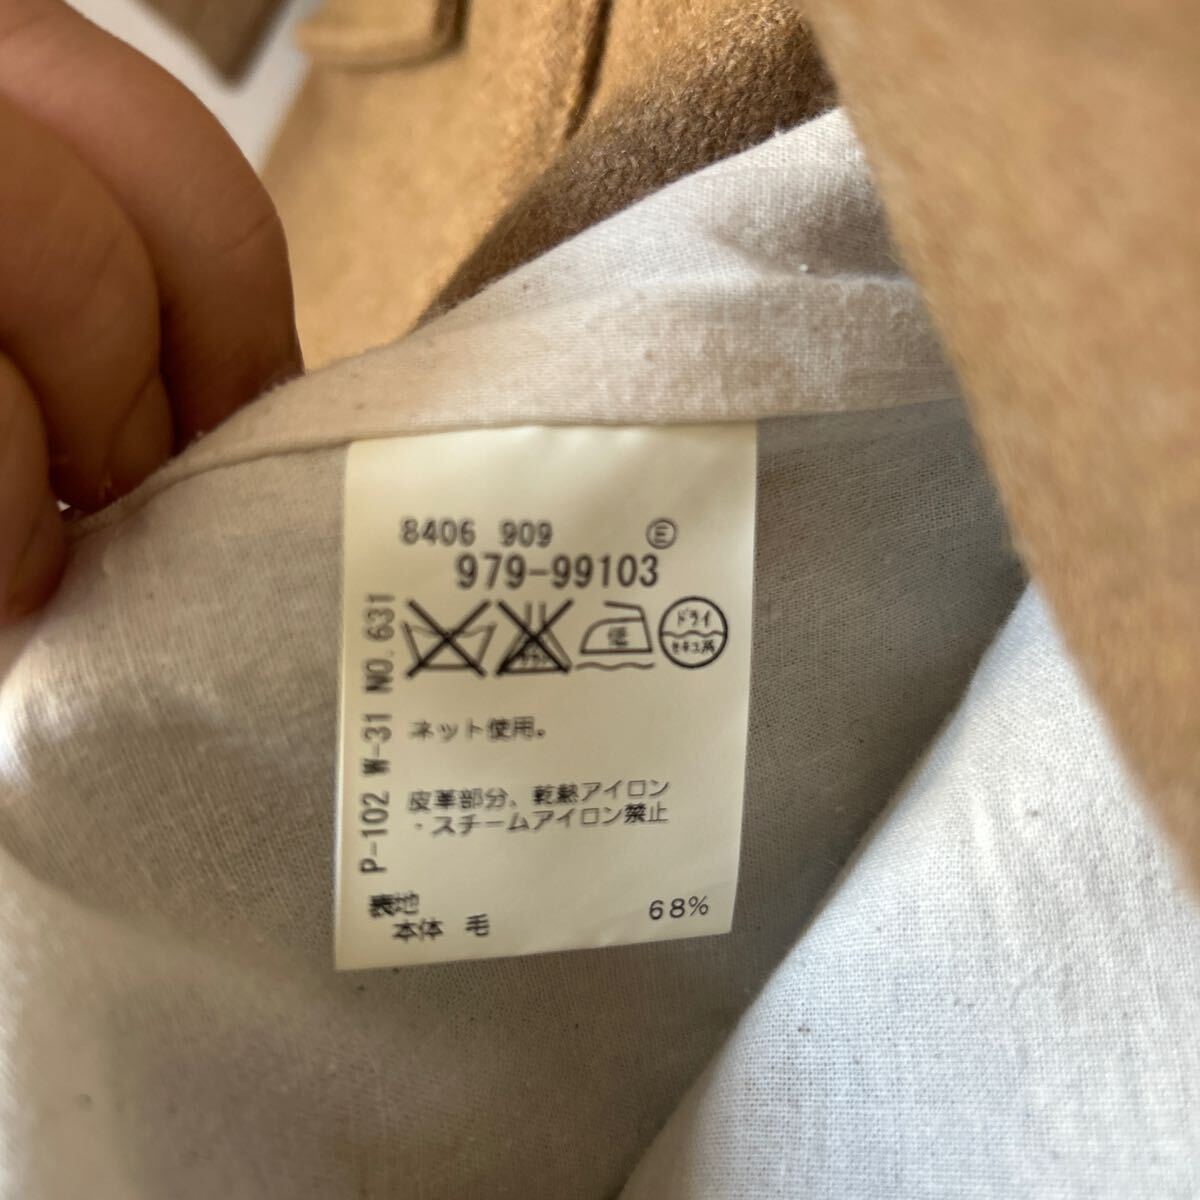 8406 909 Ⓔ
979-99103
低
ドライ
セキユ系
ネット使用。
皮革部分、乾熱アイロン
・スチームアイロン禁止
表地
本体 毛 68%
P-102 W-31 NO.631